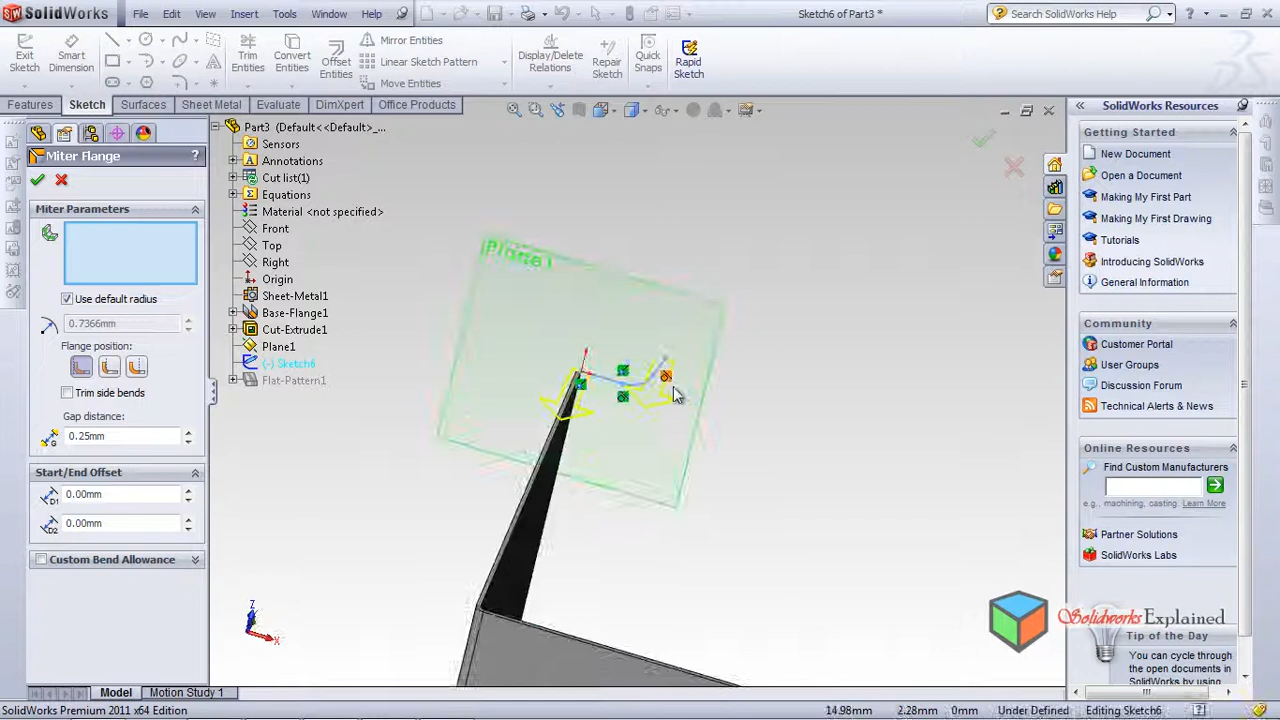 SolidWorks File Edit View Insert Tools Window Help Sketch6 of Part3 * Search SolidWorks Help
Exit Sketch
Smart Dimension
Trim Entities
Convert Entities
Offset Entities
Mirror Entities
Linear Sketch Pattern
Move Entities
Display/Delete Relations
Repair Sketch
Quick Snaps
Rapid Sketch
Features Sketch Surfaces Sheet Metal Evaluate DimXpert Office Products
Miter Flange ?
Miter Parameters
Use default radius
0.7366mm
Flange position:
Trim side bends
Gap distance:
0.25mm
Start/End Offset
0.00mm
0.00mm
Custom Bend Allowance
Part3 (Default<<Default>_...
Sensors
Annotations
Cut list(1)
Equations
Material <not specified>
Front
Top
Right
Origin
Sheet-Metal1
Base-Flange1
Cut-Extrude1
Plane1
(-) Sketch6
Flat-Pattern1
Plane1
Z
X
SolidWorks Resources
Getting Started
New Document
Open a Document
Making My First Part
Making My First Drawing
Tutorials
Introducing SolidWorks
General Information
Community
Customer Portal
User Groups
Discussion Forum
Technical Alerts & News
Online Resources
Find Custom Manufacturers
e.g., machining, casting. Learn More
Partner Solutions
SolidWorks Labs
Solidworks Explained
Tip of the Day
You can cycle through
the open documents in
SolidWorks by using
Model Motion Study 1
SolidWorks Premium 2011 x64 Edition 14.98mm 2.28mm 0mm Under Defined Editing Sketch6